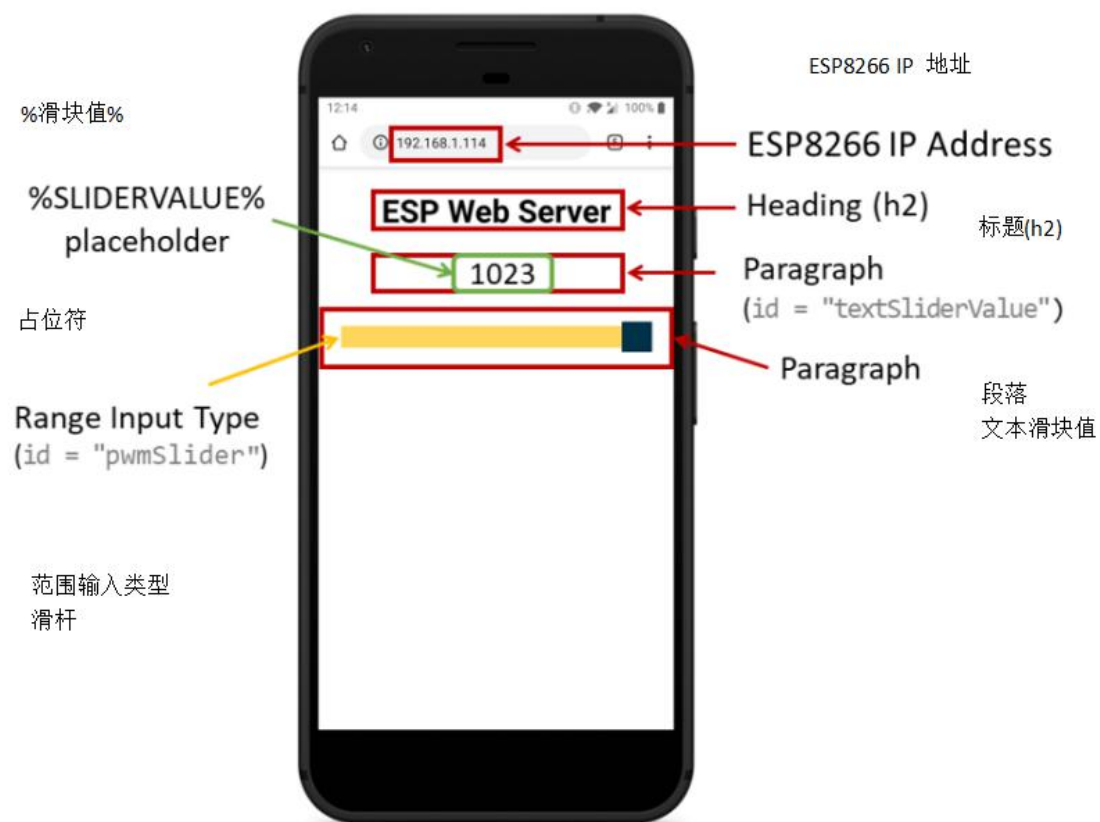 ESP8266 IP 地址
%滑块值%
12:14
100%
192.168.1.114
ESP8266 IP Address
%SLIDERVALUE%
placeholder
ESP Web Server
Heading (h2)
标题(h2)
1023
Paragraph
(id = "textSliderValue")
占位符
Paragraph
段落
文本滑块值
Range Input Type
(id = "pwmSlider")
范围输入类型
滑杆